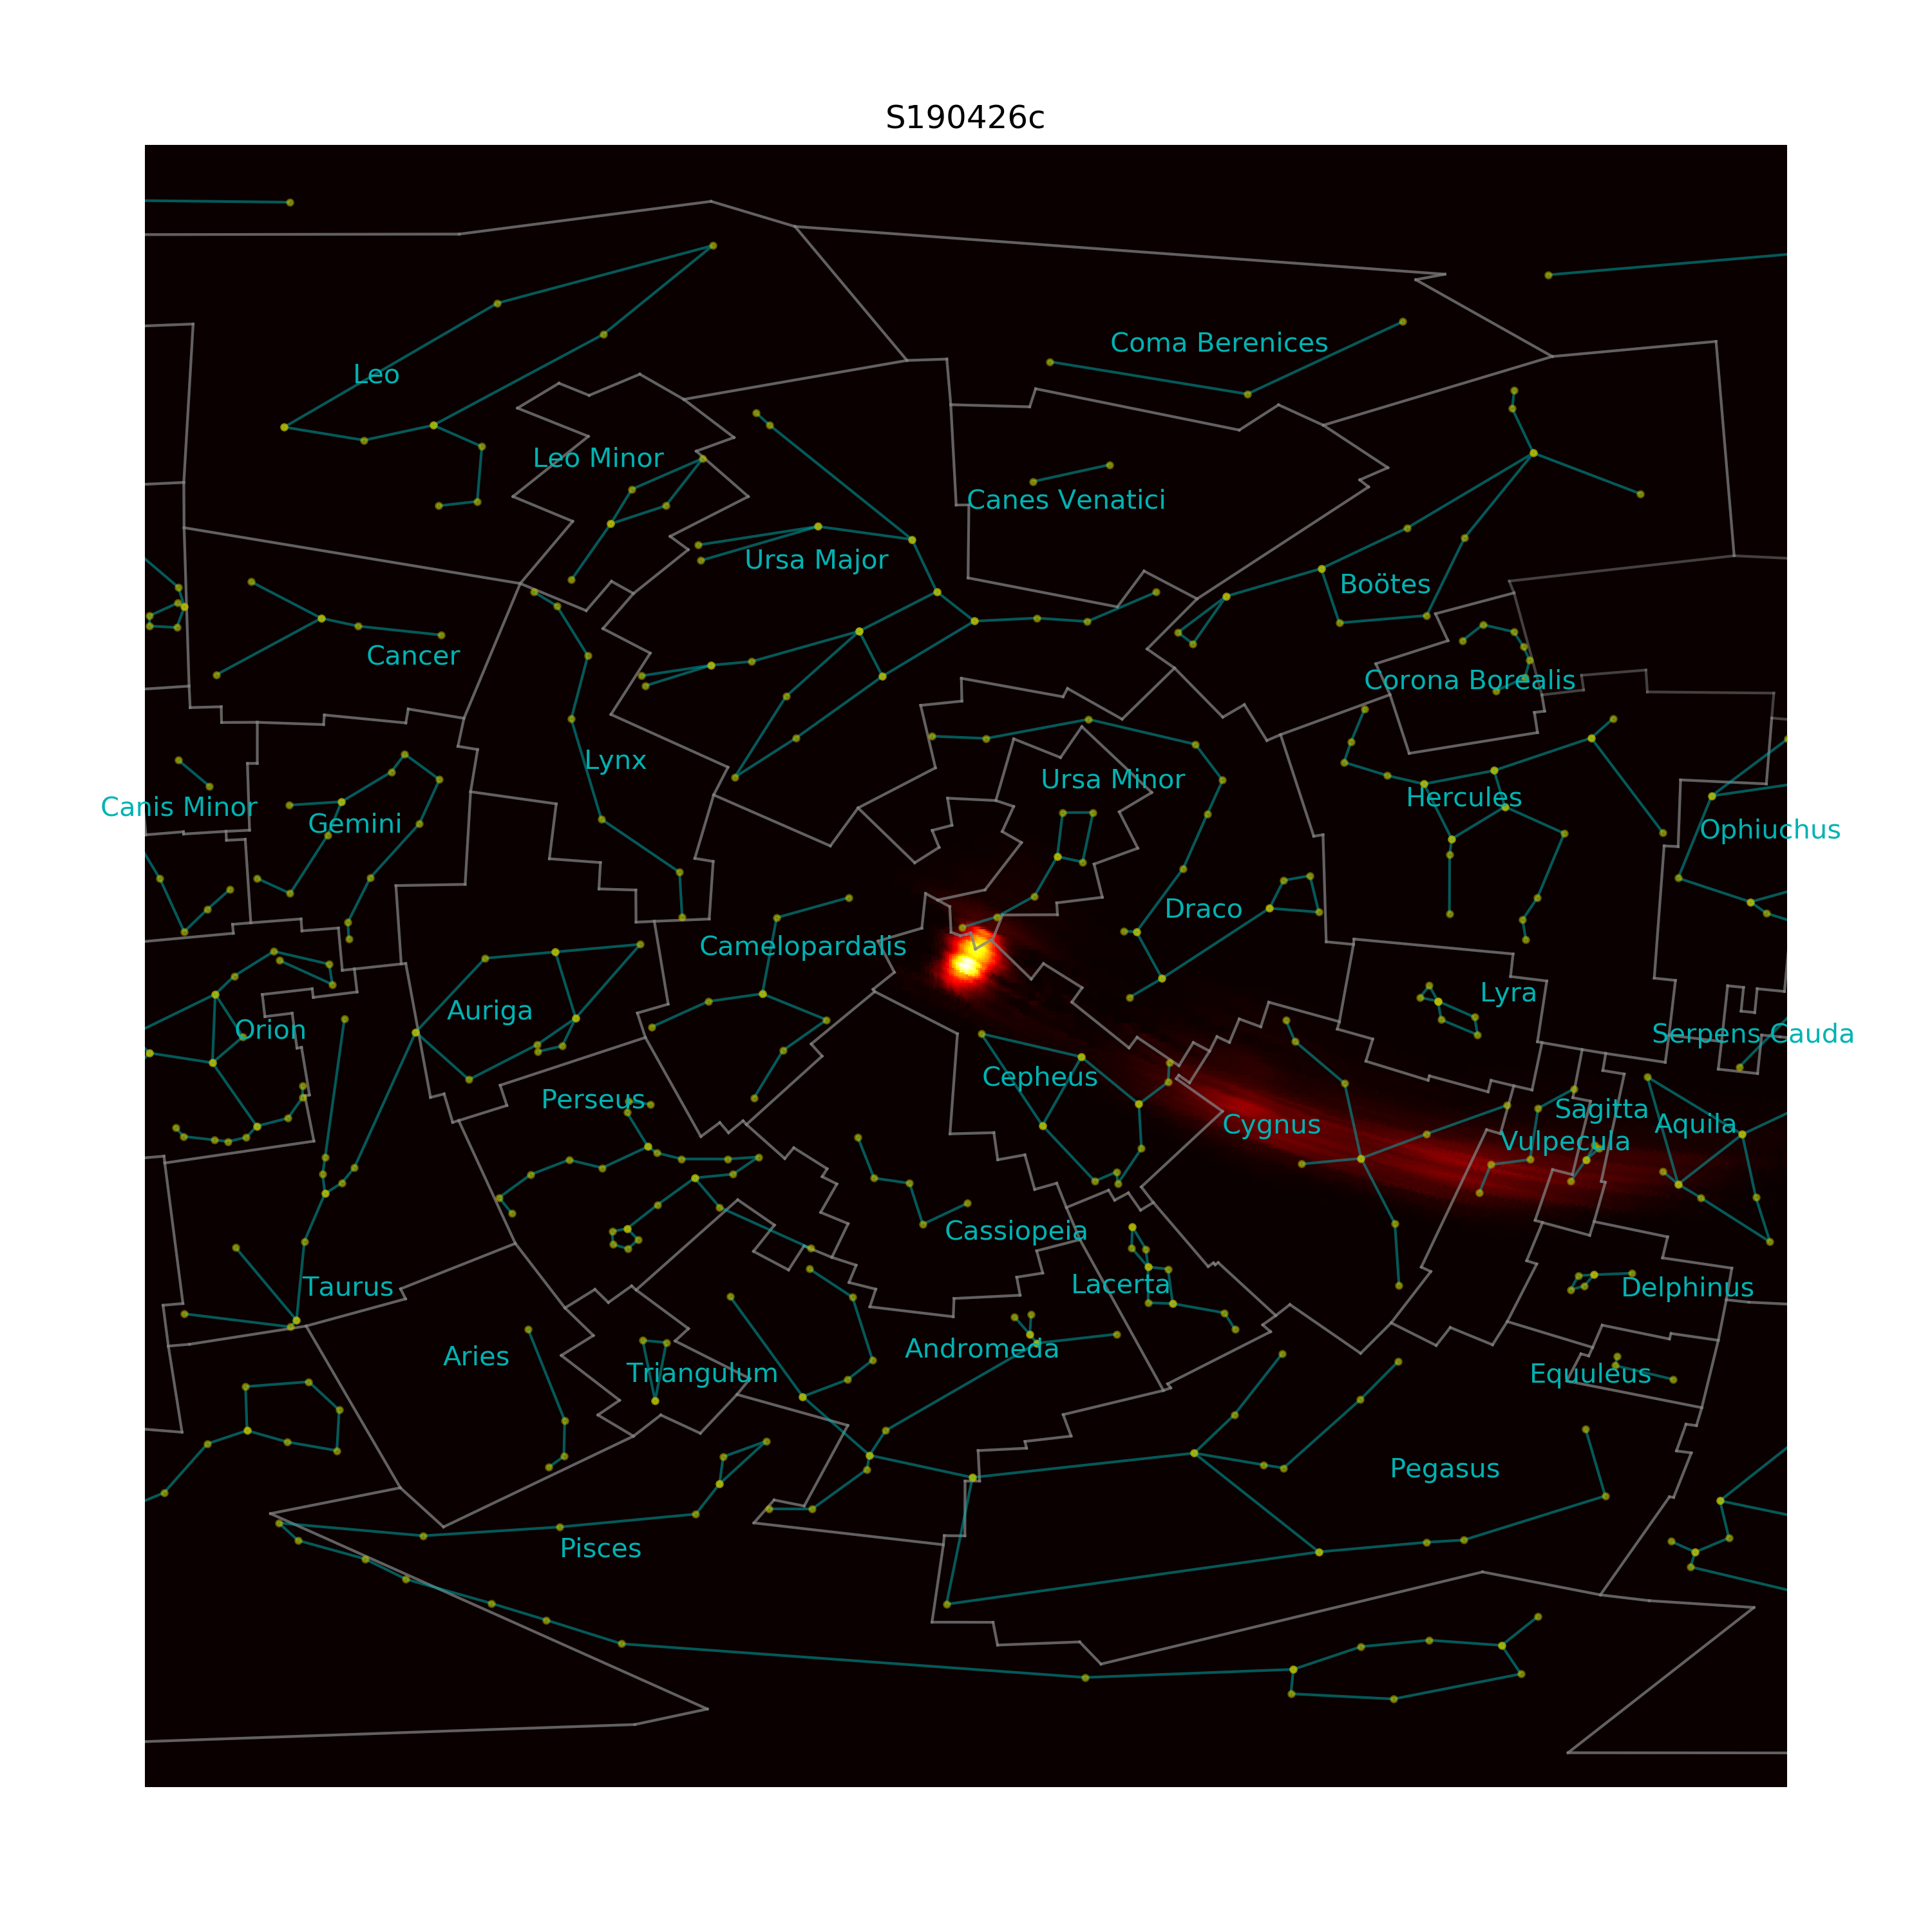 S190426c
Coma Berenices
Leo
Leo Minor
Canes Venatici
Ursa Major
Boötes
Cancer
Corona Borealis
Lynx
Ursa Minor
Hercules
Canis Minor
Gemini
Ophiuchus
Draco
Camelopardalis
Lyra
Auriga
Orion
Serpens Cauda
Cepheus
Perseus
Sagitta
Cygnus
Aquila
Vulpecula
Cassiopeia
Taurus
Lacerta
Delphinus
Andromeda
Aries
Triangulum
Equuleus
Pegasus
Pisces